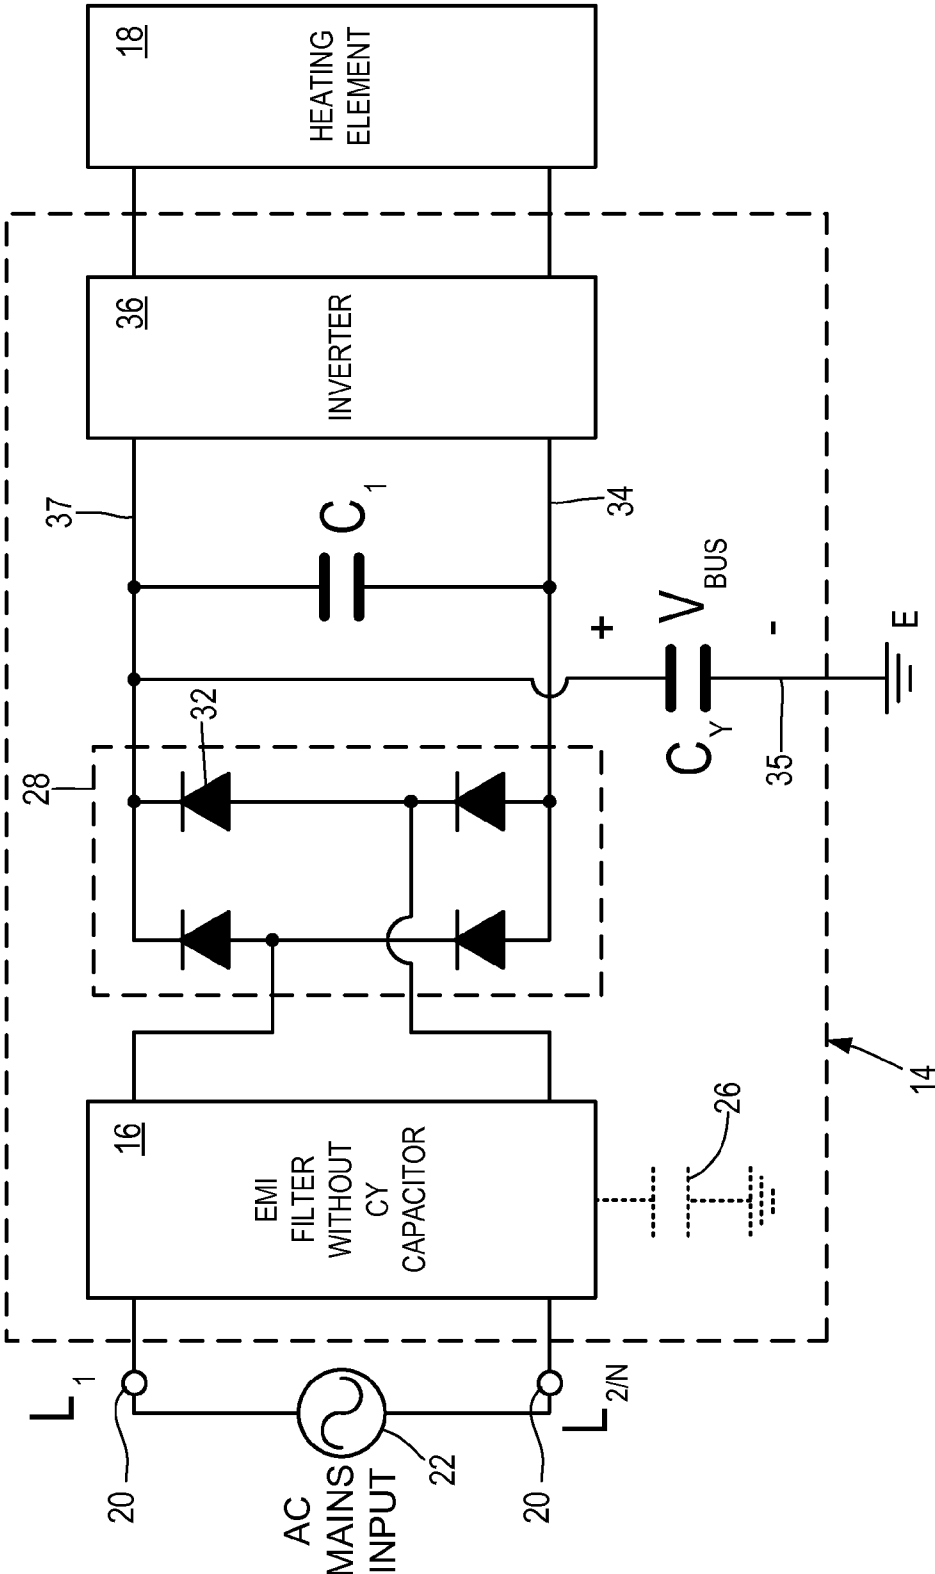 L1
20
AC
MAINS
INPUT
22
20
L2/N
16
EMI
FILTER
WITHOUT
CY
CAPACITOR
26
14
28
32
37
C1
34
+
VBUS
-
CY
35
E
36
INVERTER
18
HEATING
ELEMENT